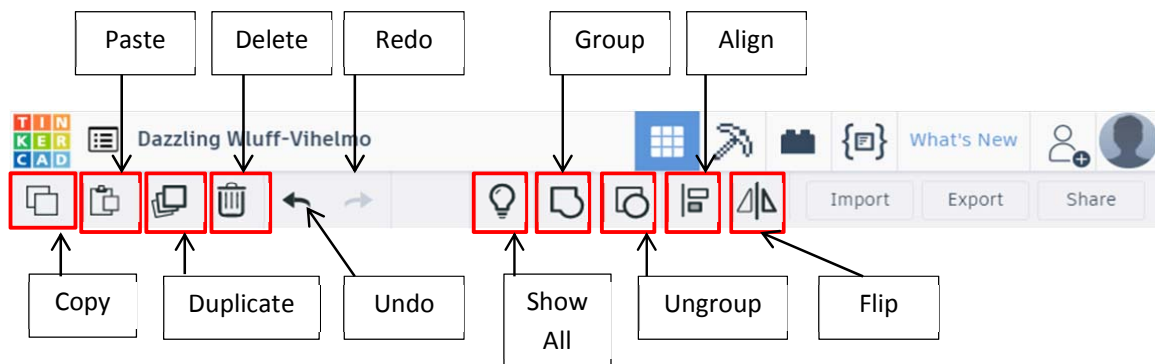 Paste Delete Redo Group Align
TIN
KER
CAD
Dazzling Wluff-Vihelmo
What's New
Import Export Share
Copy Duplicate Undo Show All Ungroup Flip